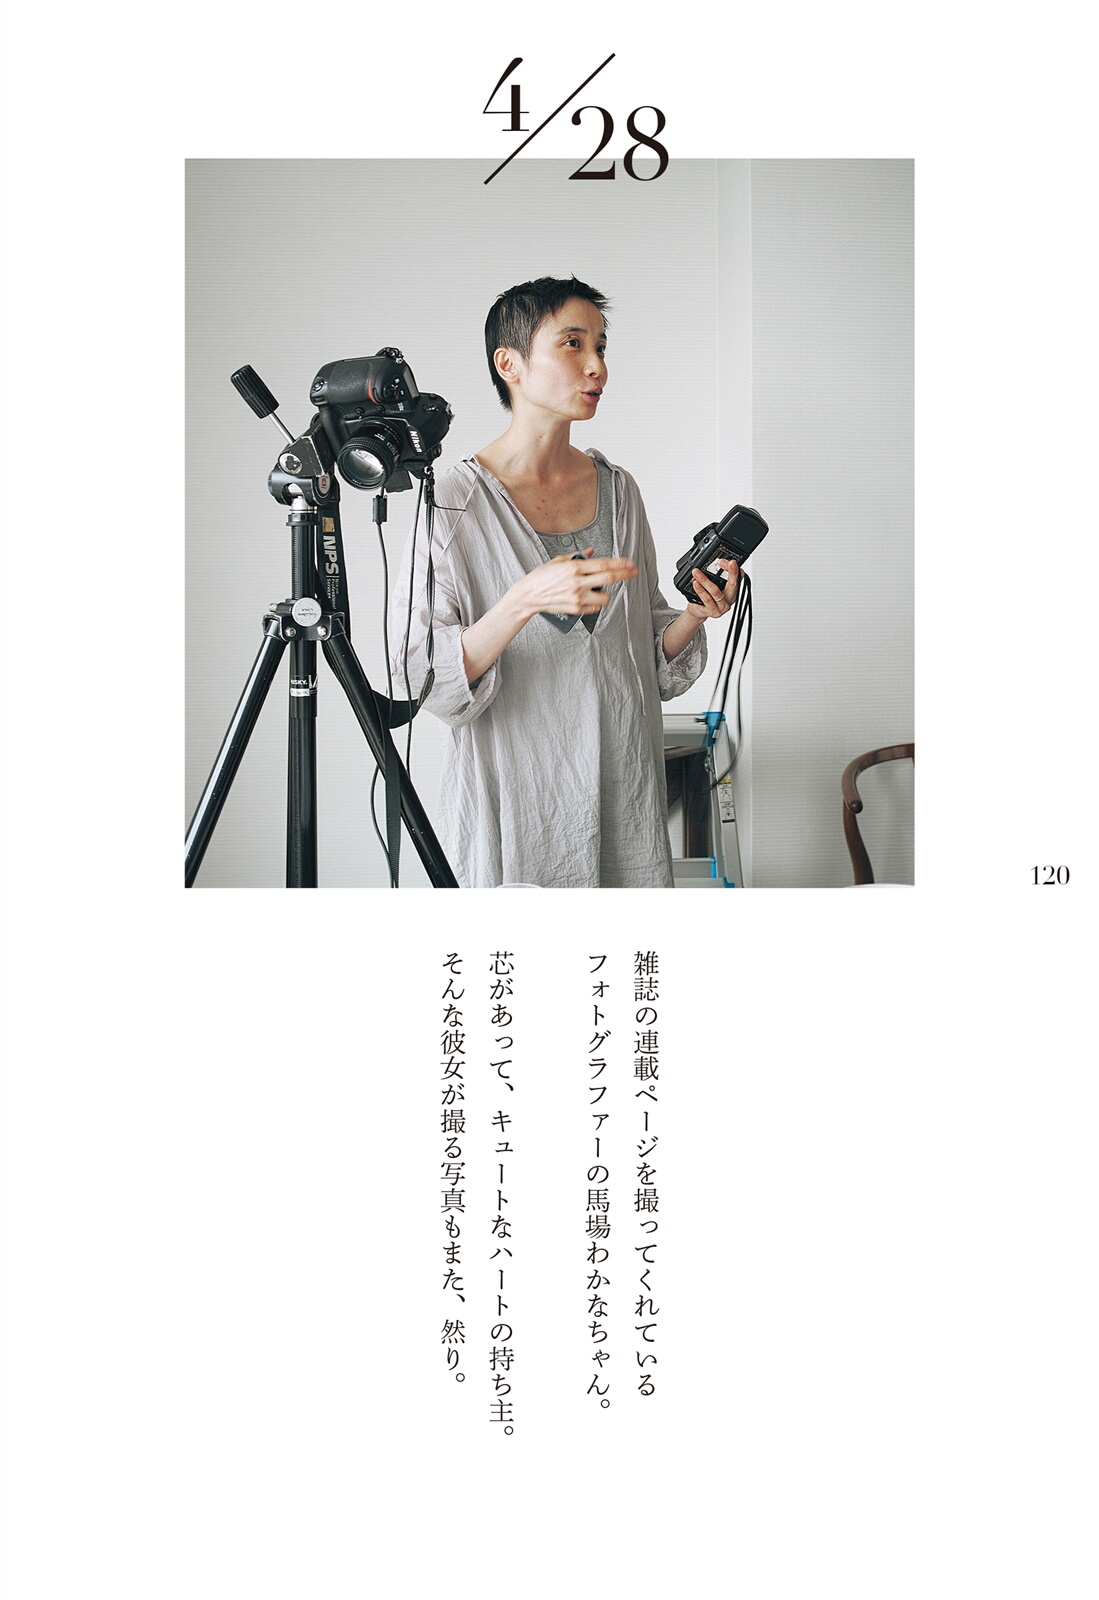 4/28
Nikon
NPS
HUSKY
120
雑誌の連載ページを撮ってくれている
フォトグラファーの馬場わかなちゃん。
芯があって、キュートなハートの持ち主。
そんな彼女が撮る写真もまた、然り。